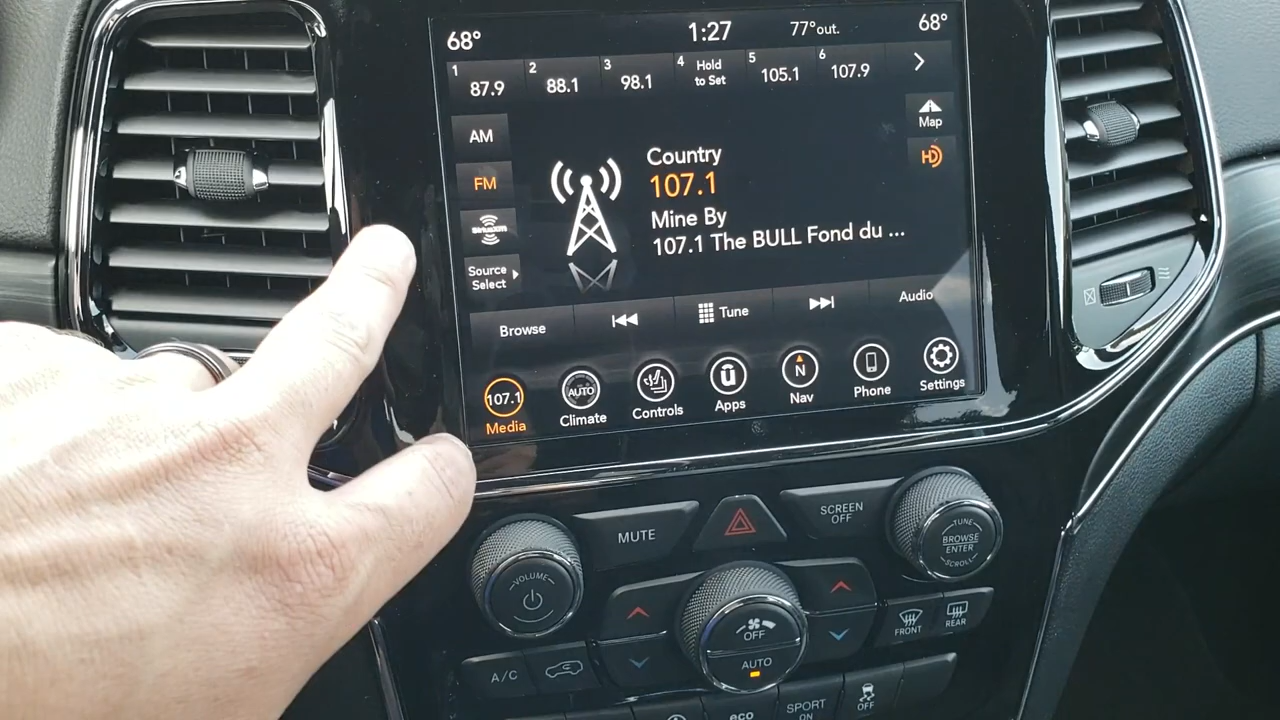 68°
1:27
77°out.
68°
1
87.9
2
88.1
3
98.1
4
Hold
to Set
5
105.1
6
107.9
AM
Map
FM
HD
Country
107.1
Mine By
107.1 The BULL Fond du ...
SiriusXM
Source
Select
Browse
Tune
Audio
107.1
Media
AUTO
Climate
Controls
Apps
N
Nav
Phone
Settings
MUTE
SCREEN
OFF
VOLUME
TUNE
BROWSE
ENTER
SCROLL
OFF
AUTO
FRONT
REAR
A/C
eco
SPORT
ON
OFF